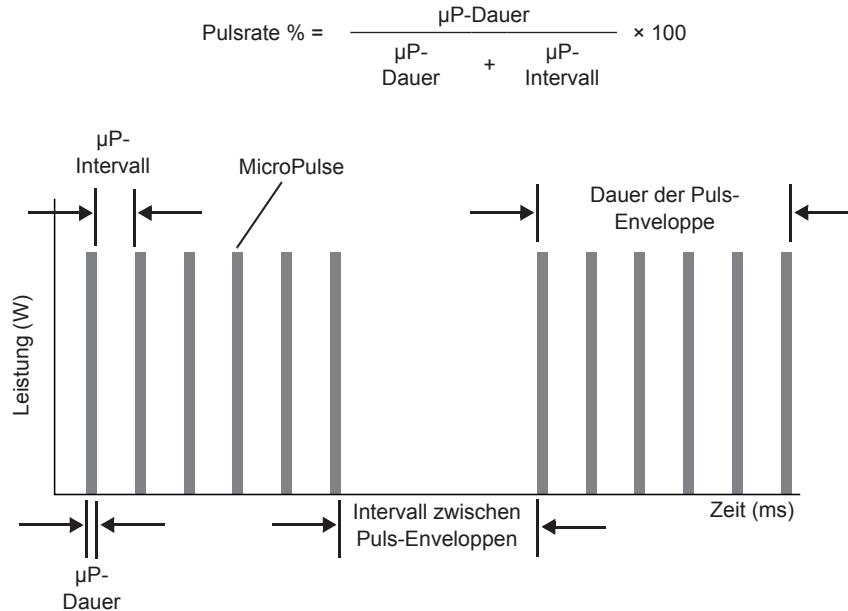 µP-Dauer
Pulsrate % = × 100
µP- µP-
Dauer + Intervall
µP-
Intervall
MicroPulse
Dauer der Puls-
Enveloppe
Leistung (W)
Intervall zwischen
Puls-Enveloppen
Zeit (ms)
µP-
Dauer